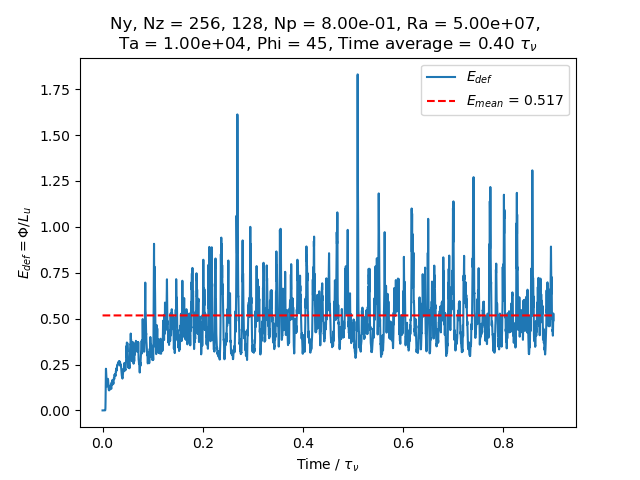 Ny, Nz = 256, 128, Np = 8.00e-01, Ra = 5.00e+07,
Ta = 1.00e+04, Phi = 45, Time average = 0.40 τ_ν
E_def
E_mean = 0.517
1.75
1.50
1.25
1.00
0.75
0.50
0.25
0.00
E_def = Φ/L_u
0.0 0.2 0.4 0.6 0.8
Time / τ_ν